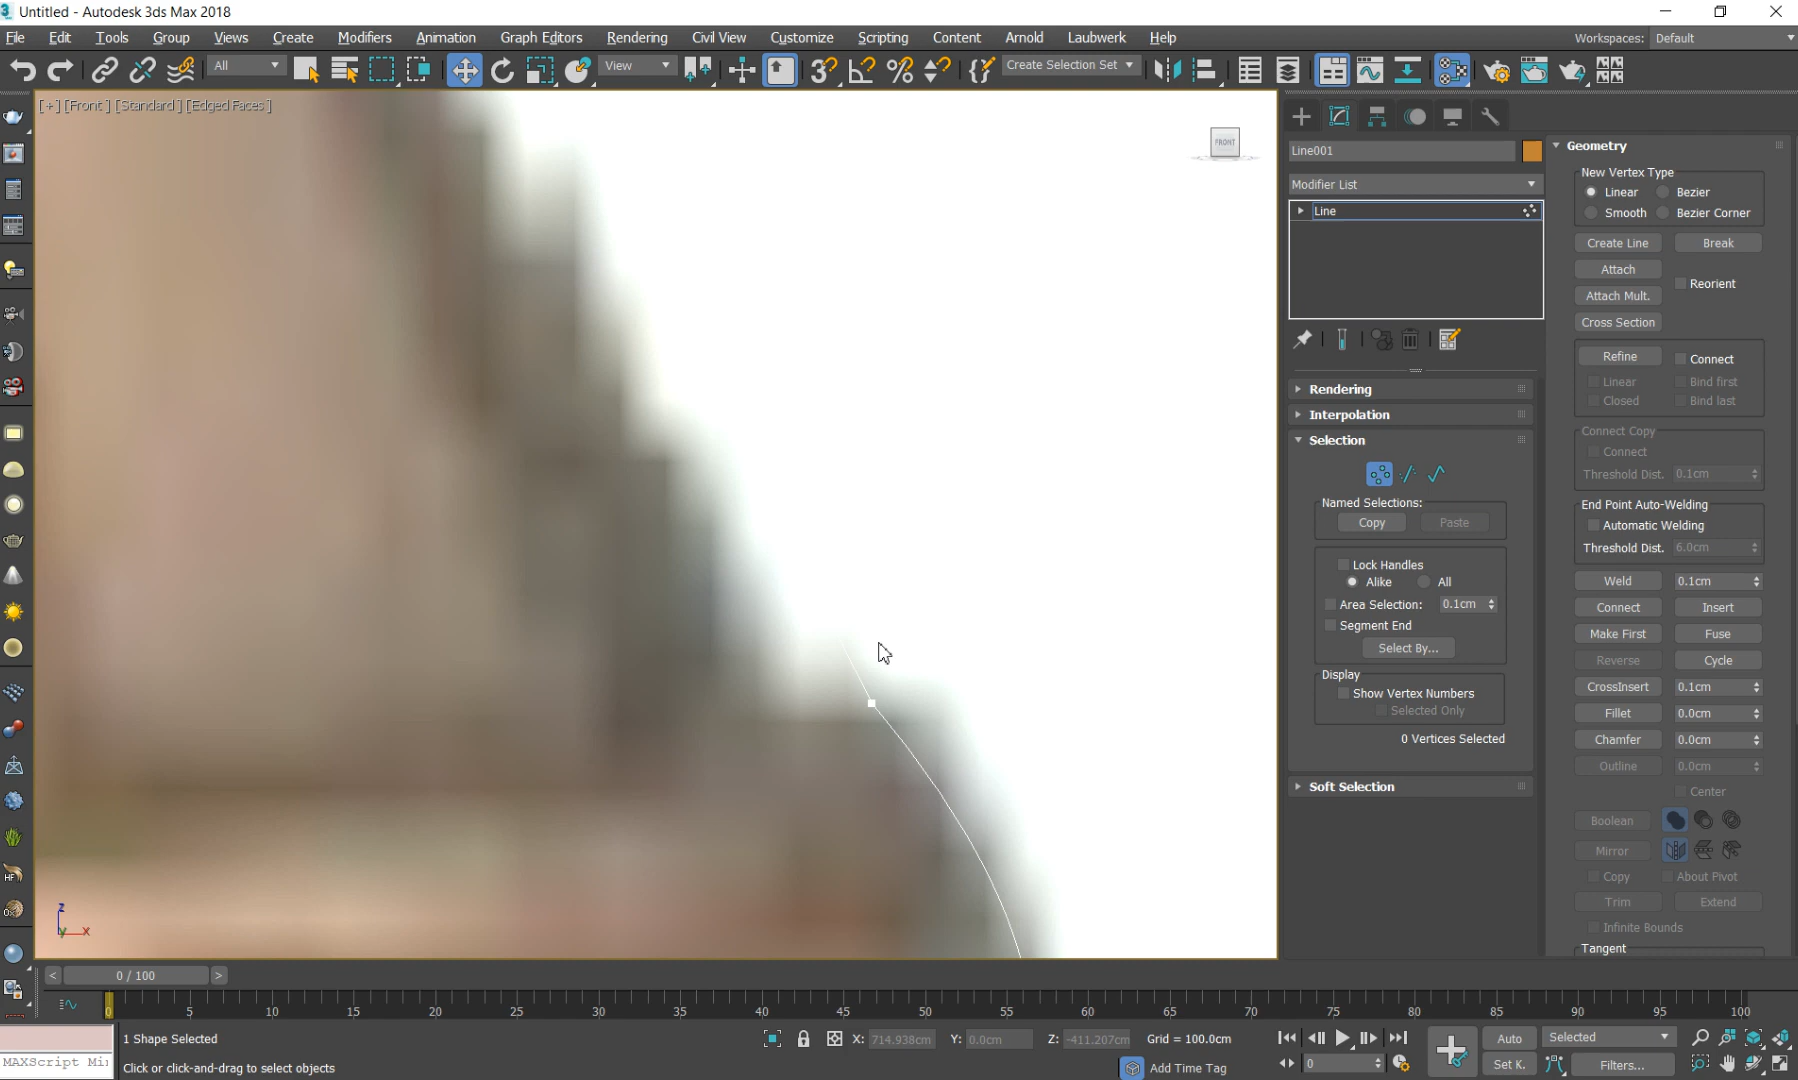 3 Untitled - Autodesk 3ds Max 2018
File Edit Tools Group Views Create Modifiers Animation Graph Editors Rendering Civil View Customize Scripting Content Arnold Laubwerk Help
Workspaces: Default
All View Create Selection Set
[+] [Front ] [Standard ] [Edged Faces ]
FRONT
Line001
Modifier List
Line
Rendering
Interpolation
Selection
Named Selections:
Copy Paste
Lock Handles
Alike All
Area Selection: 0.1cm
Segment End
Select By...
Display
Show Vertex Numbers
Selected Only
0 Vertices Selected
Soft Selection
Geometry
New Vertex Type
Linear Bezier
Smooth Bezier Corner
Create Line Break
Attach
Reorient
Attach Mult.
Cross Section
Refine Connect
Linear Bind first
Closed Bind last
Connect Copy
Connect
Threshold Dist. 0.1cm
End Point Auto-Welding
Automatic Welding
Threshold Dist. 6.0cm
Weld 0.1cm
Connect Insert
Make First Fuse
Reverse Cycle
CrossInsert 0.1cm
Fillet 0.0cm
Chamfer 0.0cm
Outline 0.0cm
Center
Boolean
Mirror
Copy About Pivot
Trim Extend
Infinite Bounds
Tangent
z
y x
< 0 / 100 >
0 5 10 15 20 25 30 35 40 45 50 55 60 65 70 75 80 85 90 95 100
1 Shape Selected
X: 714.938cm Y: 0.0cm Z: -411.207cm Grid = 100.0cm
Auto Selected
MAXScript Mi
Click or click-and-drag to select objects
Add Time Tag
0
Set K. Filters...